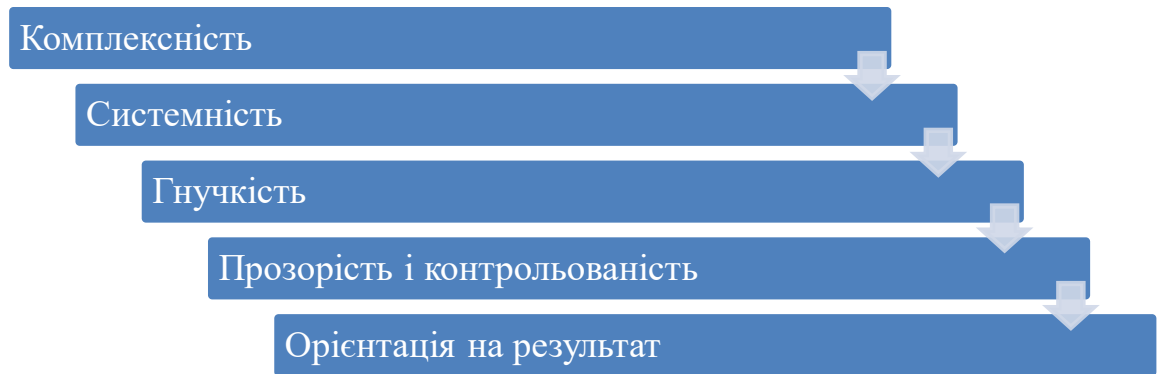 Комплексність
Системність
Гнучкість
Прозорість і контрольованість
Орієнтація на результат